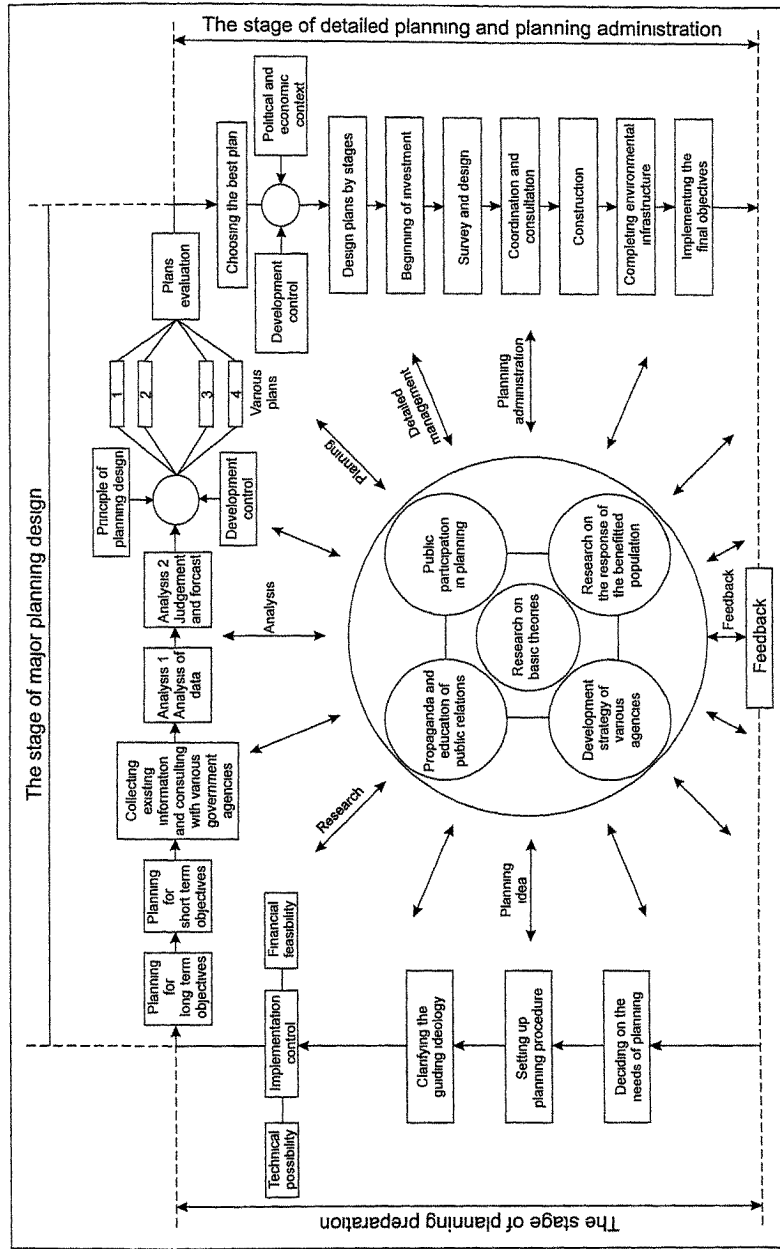 The stage of major planning design
The stage of planning preparation
The stage of detailed planning and planning administration
Deciding on the
needs of planning
Setting up
planning procedure
Clarifying the
guiding ideology
Technical
possibility
Implementation
control
Financial
feasibility
Planning
for
long term
objectives
Planning
for
short term
objectives
Collecting
existing
information
and consulting
with various
government
agencies
Analysis 1
Analysis of
data
Analysis 2
Judgement
and forcast
Principle of
planning design
Development
control
1
2
3
4
Various
plans
Plans
evaluation
Choosing the best plan
Development
control
Political and
economic
context
Design plans by stages
Beginning of investment
Survey and design
Coordination and
consultation
Construction
Completing environmental
infrastructure
Implementing the
final objectives
Planning
idea
Research
Analysis
Planning
Detailed
management
Planning
administration
Feedback
Feedback
Propaganda and
education of
public relations
Public
participation
in planning
Research on
basic theories
Development
strategy of
various
agencies
Research on
the response of
the benefitted
population